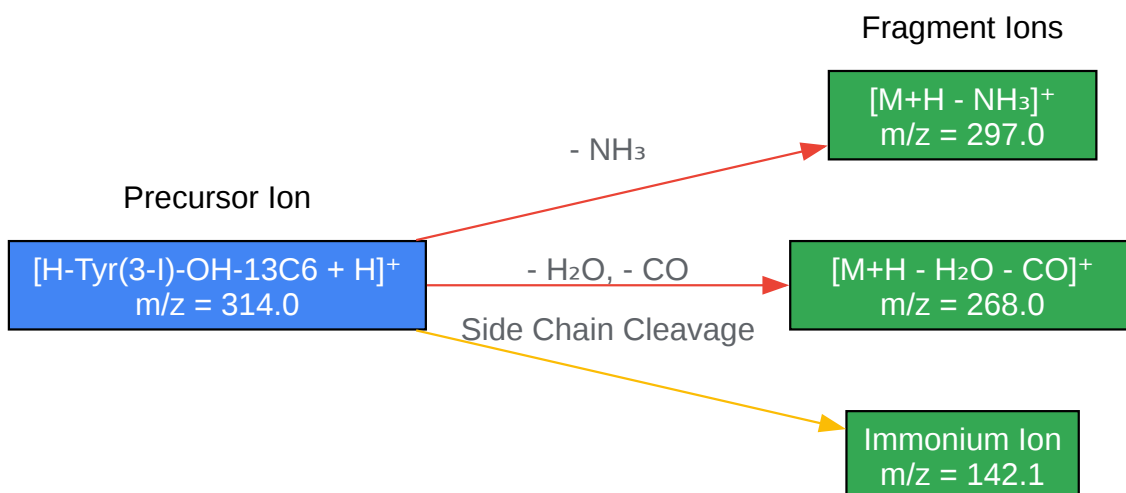 Fragment Ions
[M+H - NH₃]⁺
m/z = 297.0
- NH₃
Precursor Ion
[H-Tyr(3-I)-OH-13C6 + H]⁺
m/z = 314.0
- H₂O, - CO
[M+H - H₂O - CO]⁺
m/z = 268.0
Side Chain Cleavage
Immonium Ion
m/z = 142.1